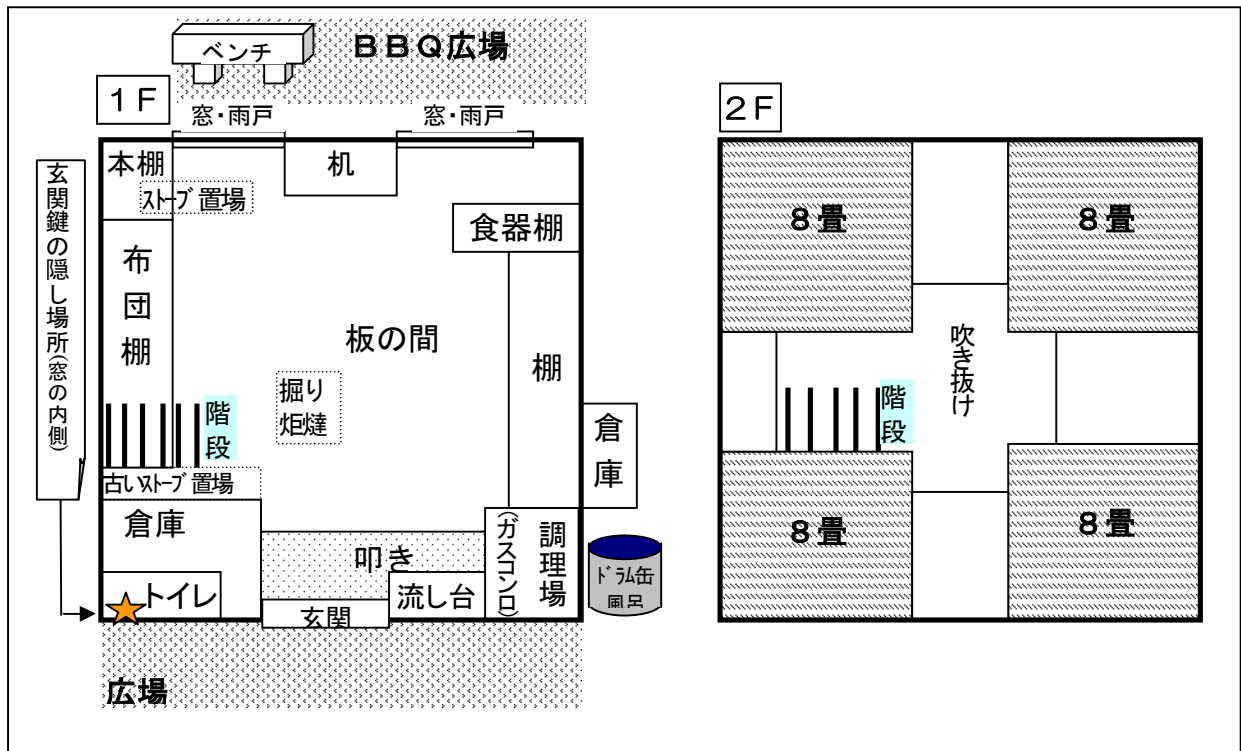 ベンチ
BBQ広場
1F
窓・雨戸
窓・雨戸
玄関鍵の隠し場所(窓の内側)
本棚
ストーブ置場
机
食器棚
布団棚
板の間
棚
掘り
炬燵
階段
倉庫
古いストーブ置場
倉庫
叩き
調理場
(ガスコンロ)
トイレ
流し台
玄関
ドラム缶
風呂
広場
2F
8畳
8畳
吹き抜け
階段
8畳
8畳